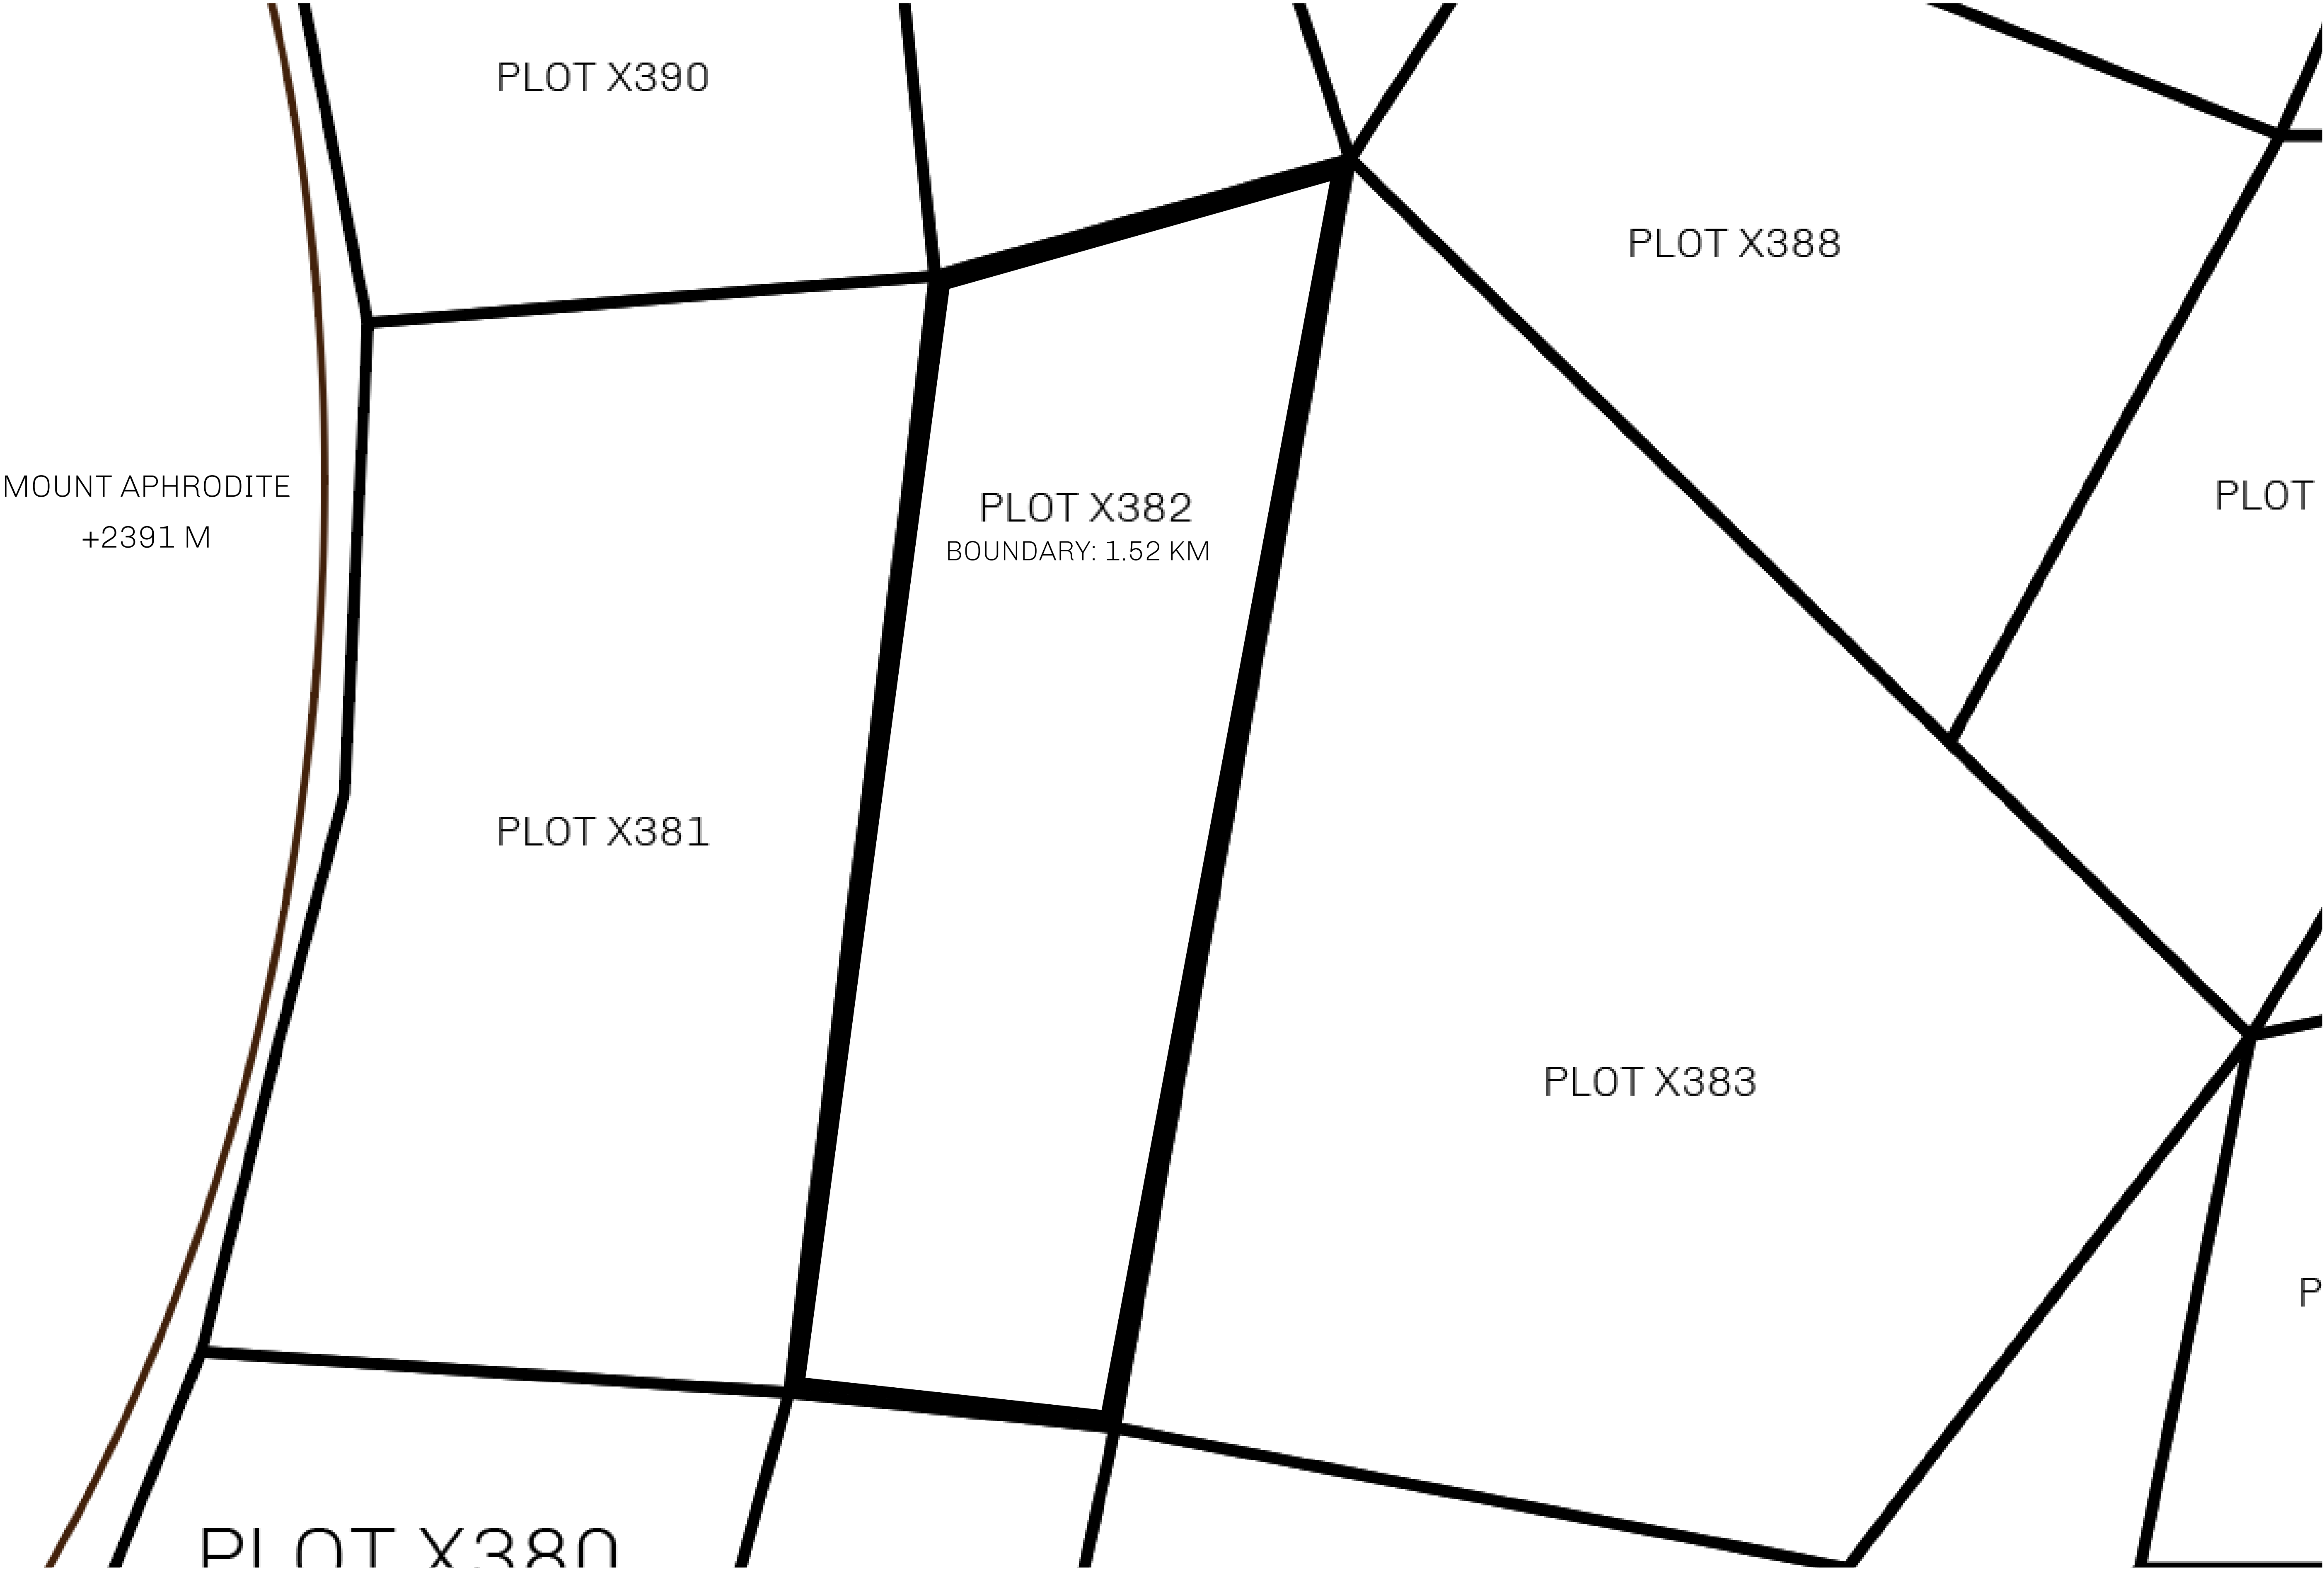 PLOT X390
PLOT X388
MOUNT APHRODITE
+2391 M
PLOT X382
BOUNDARY: 1.52 KM
PLOT
PLOT X381
PLOT X383
P
PLOT X380